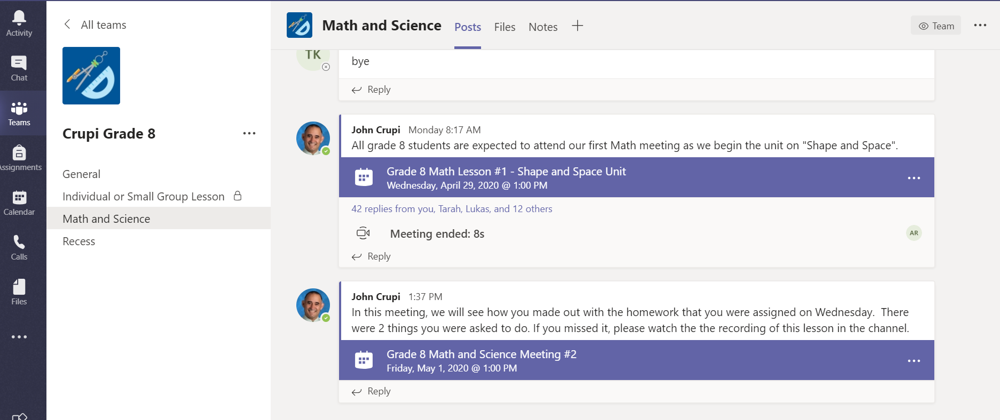 Activity
Chat
Teams
Assignments
Calendar
Calls
Files
All teams
Crupi Grade 8
General
Individual or Small Group Lesson
Math and Science
Recess
Math and Science Posts Files Notes
Team
TK
bye
Reply
John Crupi Monday 8:17 AM
All grade 8 students are expected to attend our first Math meeting as we begin the unit on "Shape and Space".
Grade 8 Math Lesson #1 - Shape and Space Unit
Wednesday, April 29, 2020 @ 1:00 PM
42 replies from you, Tarah, Lukas, and 12 others
Meeting ended: 8s
AR
Reply
John Crupi 1:37 PM
In this meeting, we will see how you made out with the homework that you were assigned on Wednesday. There
were 2 things you were asked to do. If you missed it, please watch the the recording of this lesson in the channel.
Grade 8 Math and Science Meeting #2
Friday, May 1, 2020 @ 1:00 PM
Reply